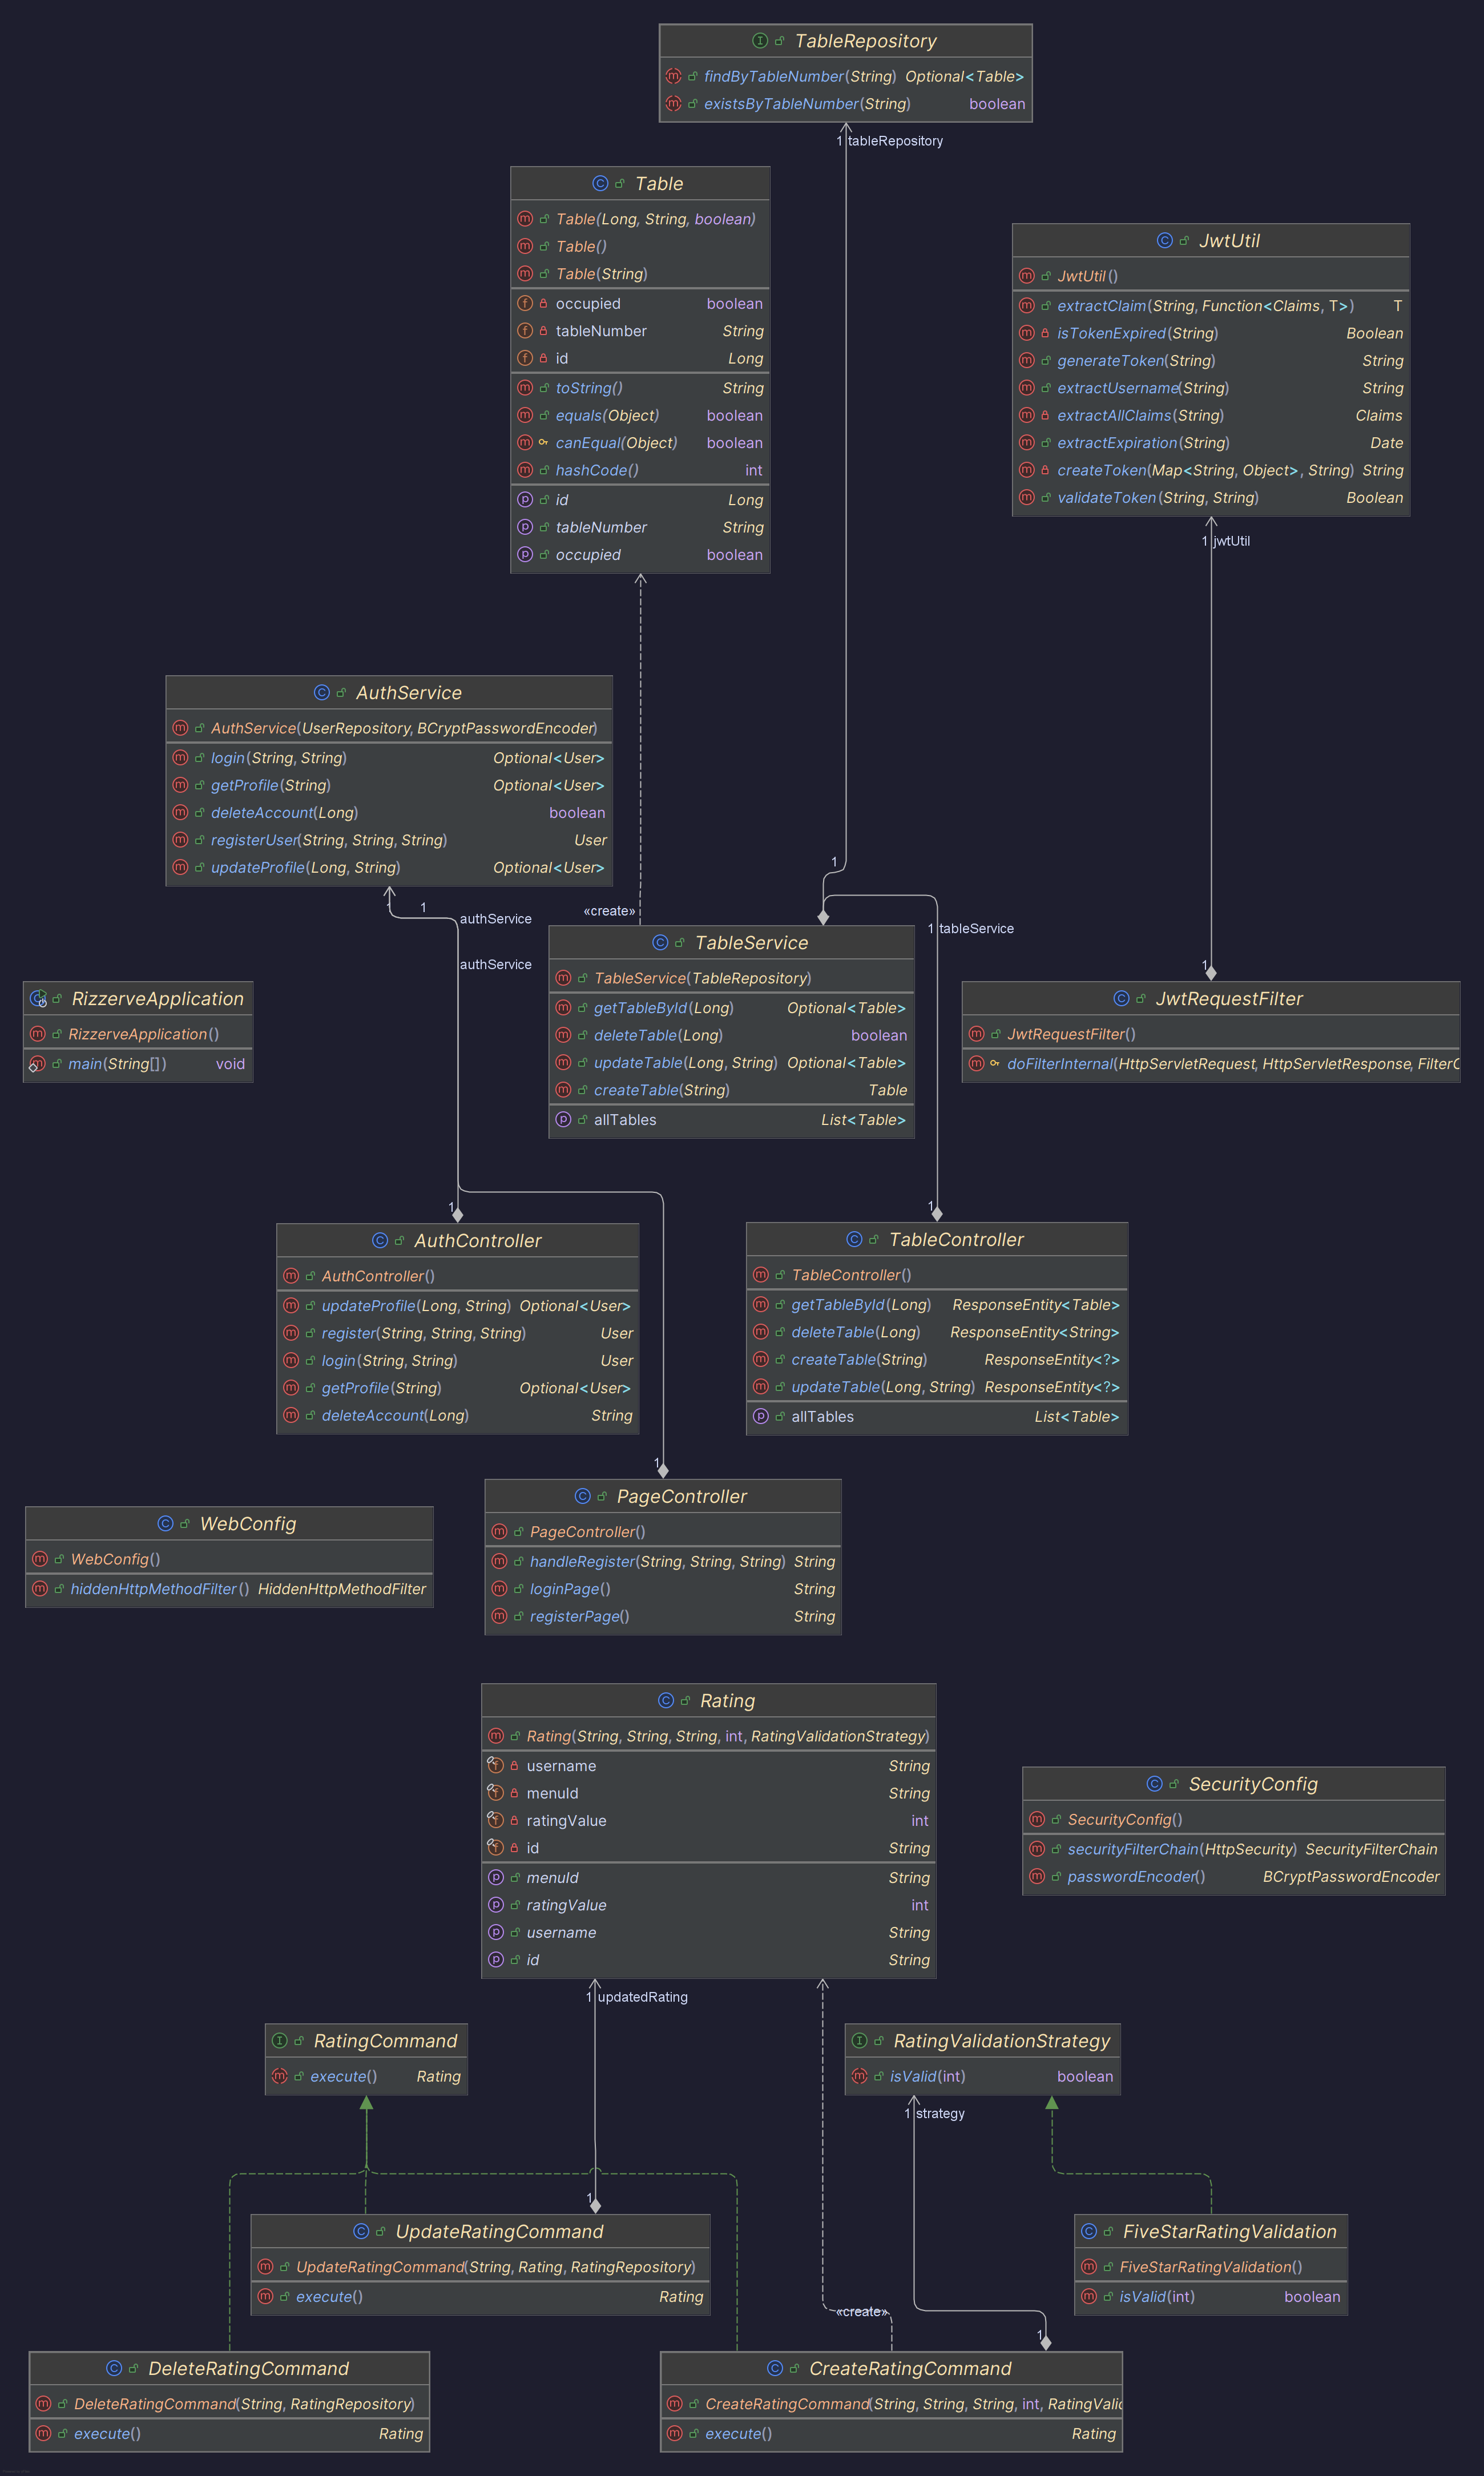 TableRepository
findByTableNumber(String) Optional<Table>
existsByTableNumber(String) boolean
1 tableRepository
Table
Table(Long, String, boolean)
Table()
Table(String)
occupied boolean
tableNumber String
id Long
toString() String
equals(Object) boolean
canEqual(Object) boolean
hashCode() int
id Long
tableNumber String
occupied boolean
JwtUtil
JwtUtil()
extractClaim(String, Function<Claims, T>) T
isTokenExpired(String) Boolean
generateToken(String) String
extractUsername(String) String
extractAllClaims(String) Claims
extractExpiration(String) Date
createToken(Map<String, Object>, String) String
validateToken(String, String) Boolean
1 jwtUtil
AuthService
AuthService(UserRepository, BCryptPasswordEncoder)
login(String, String) Optional<User>
getProfile(String) Optional<User>
deleteAccount(Long) boolean
registerUser(String, String, String) User
updateProfile(Long, String) Optional<User>
1
1 1
authService
authService
«create»
1 tableService
TableService
TableService(TableRepository)
getTableById(Long) Optional<Table>
deleteTable(Long) boolean
updateTable(Long, String) Optional<Table>
createTable(String) Table
allTables List<Table>
1
JwtRequestFilter
JwtRequestFilter()
doFilterInternal(HttpServletRequest, HttpServletResponse, FilterC
RizzerveApplication
RizzerveApplication()
main(String[]) void
1
AuthController
AuthController()
updateProfile(Long, String) Optional<User>
register(String, String, String) User
login(String, String) User
getProfile(String) Optional<User>
deleteAccount(Long) String
1
TableController
TableController()
getTableById(Long) ResponseEntity<Table>
deleteTable(Long) ResponseEntity<String>
createTable(String) ResponseEntity<?>
updateTable(Long, String) ResponseEntity<?>
allTables List<Table>
1
PageController
PageController()
handleRegister(String, String, String) String
loginPage() String
registerPage() String
WebConfig
WebConfig()
hiddenHttpMethodFilter() HiddenHttpMethodFilter
Rating
Rating(String, String, String, int, RatingValidationStrategy)
username String
menuId String
ratingValue int
id String
menuId String
ratingValue int
username String
id String
SecurityConfig
SecurityConfig()
securityFilterChain(HttpSecurity) SecurityFilterChain
passwordEncoder() BCryptPasswordEncoder
1 updatedRating
RatingCommand
execute() Rating
RatingValidationStrategy
isValid(int) boolean
1 strategy
1
UpdateRatingCommand
UpdateRatingCommand(String, Rating, RatingRepository)
execute() Rating
FiveStarRatingValidation
FiveStarRatingValidation()
isValid(int) boolean
«create»
1
DeleteRatingCommand
DeleteRatingCommand(String, RatingRepository)
execute() Rating
CreateRatingCommand
CreateRatingCommand(String, String, String, int, RatingValid
execute() Rating